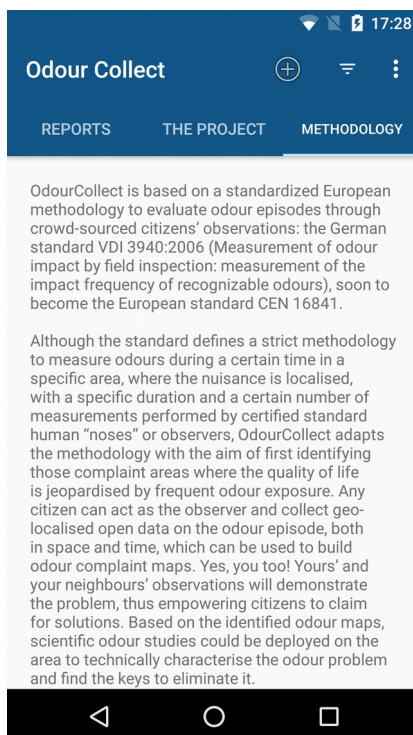 17:28
Odour Collect
REPORTS THE PROJECT METHODOLOGY
OdourCollect is based on a standardized European
methodology to evaluate odour episodes through
crowd-sourced citizens’ observations: the German
standard VDI 3940:2006 (Measurement of odour
impact by field inspection: measurement of the
impact frequency of recognizable odours), soon to
become the European standard CEN 16841.
Although the standard defines a strict methodology
to measure odours during a certain time in a
specific area, where the nuisance is localised,
with a specific duration and a certain number of
measurements performed by certified standard
human “noses” or observers, OdourCollect adapts
the methodology with the aim of first identifying
those complaint areas where the quality of life
is jeopardised by frequent odour exposure. Any
citizen can act as the observer and collect geo-
localised open data on the odour episode, both
in space and time, which can be used to build
odour complaint maps. Yes, you too! Yours’ and
your neighbours’ observations will demonstrate
the problem, thus empowering citizens to claim
for solutions. Based on the identified odour maps,
scientific odour studies could be deployed on the
area to technically characterise the odour problem
and find the keys to eliminate it.